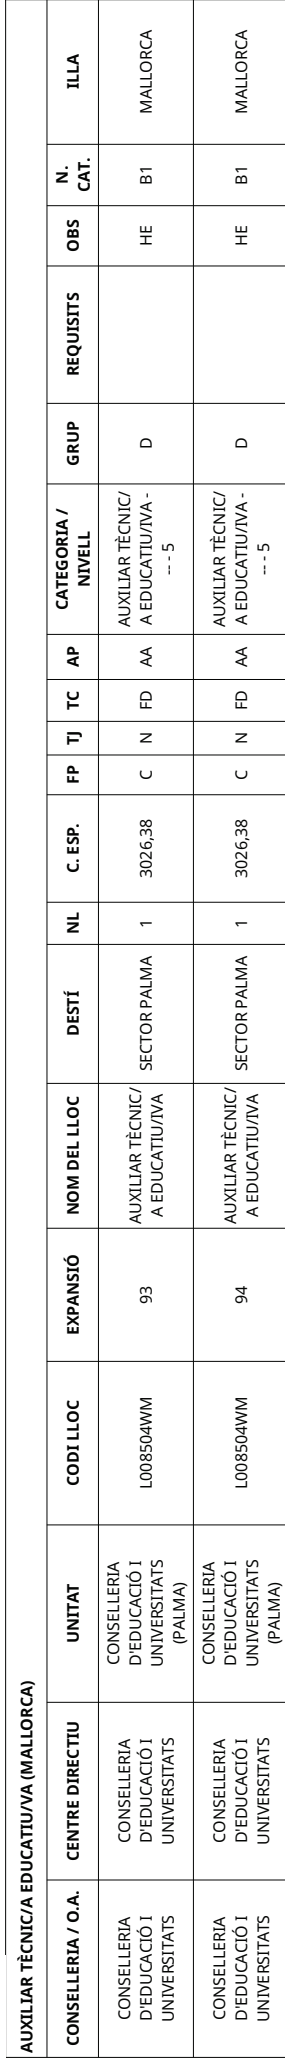 AUXILIAR TÈCNIC/A EDUCATIU/VA (MALLORCA)
CONSELLERIA / O.A. CENTRE DIRECTIU UNITAT CODI LLOC EXPANSIÓ NOM DEL LLOC DESTÍ NL C. ESP. FP TJ TC AP CATEGORIA / NIVELL GRUP REQUISITS OBS N. CAT. ILLA
CONSELLERIA
D'EDUCACIÓ I
UNIVERSITATS
CONSELLERIA
D'EDUCACIÓ I
UNIVERSITATS
CONSELLERIA
D'EDUCACIÓ I
UNIVERSITATS
(PALMA)
L008504WM
93
AUXILIAR TÈCNIC/
A EDUCATIU/IVA
SECTOR PALMA
1
3026,38
C
N
FD
AA
AUXILIAR TÈCNIC/
A EDUCATIU/IVA -
-- - 5
D
HE
B1
MALLORCA
CONSELLERIA
D'EDUCACIÓ I
UNIVERSITATS
CONSELLERIA
D'EDUCACIÓ I
UNIVERSITATS
CONSELLERIA
D'EDUCACIÓ I
UNIVERSITATS
(PALMA)
L008504WM
94
AUXILIAR TÈCNIC/
A EDUCATIU/IVA
SECTOR PALMA
1
3026,38
C
N
FD
AA
AUXILIAR TÈCNIC/
A EDUCATIU/IVA -
-- - 5
D
HE
B1
MALLORCA